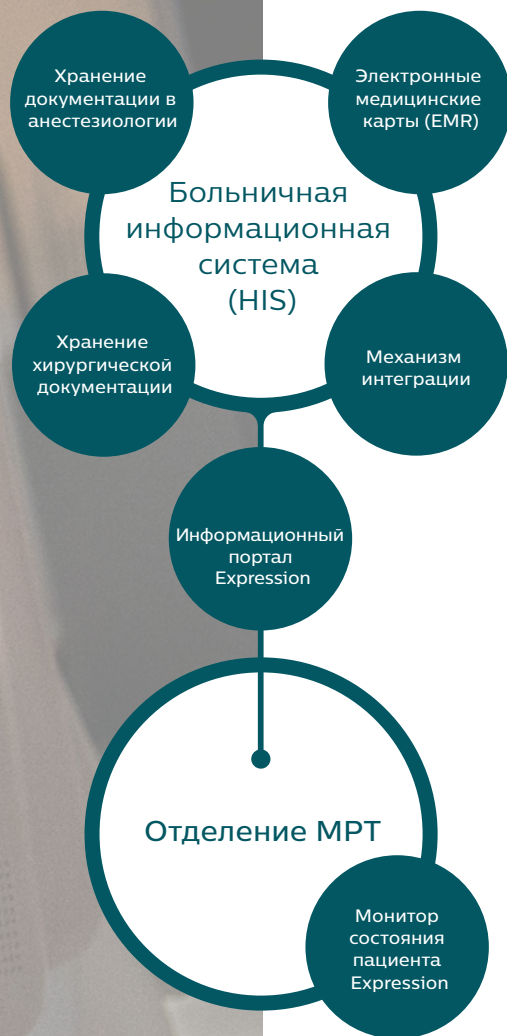 Хранение
документации в
анестезиологии
Электронные
медицинские
карты (EMR)
Больничная
информационная
система
(HIS)
Хранение
хирургической
документации
Механизм
интеграции
Информационный
портал
Expression
Отделение МРТ
Монитор
состояния
пациента
Expression